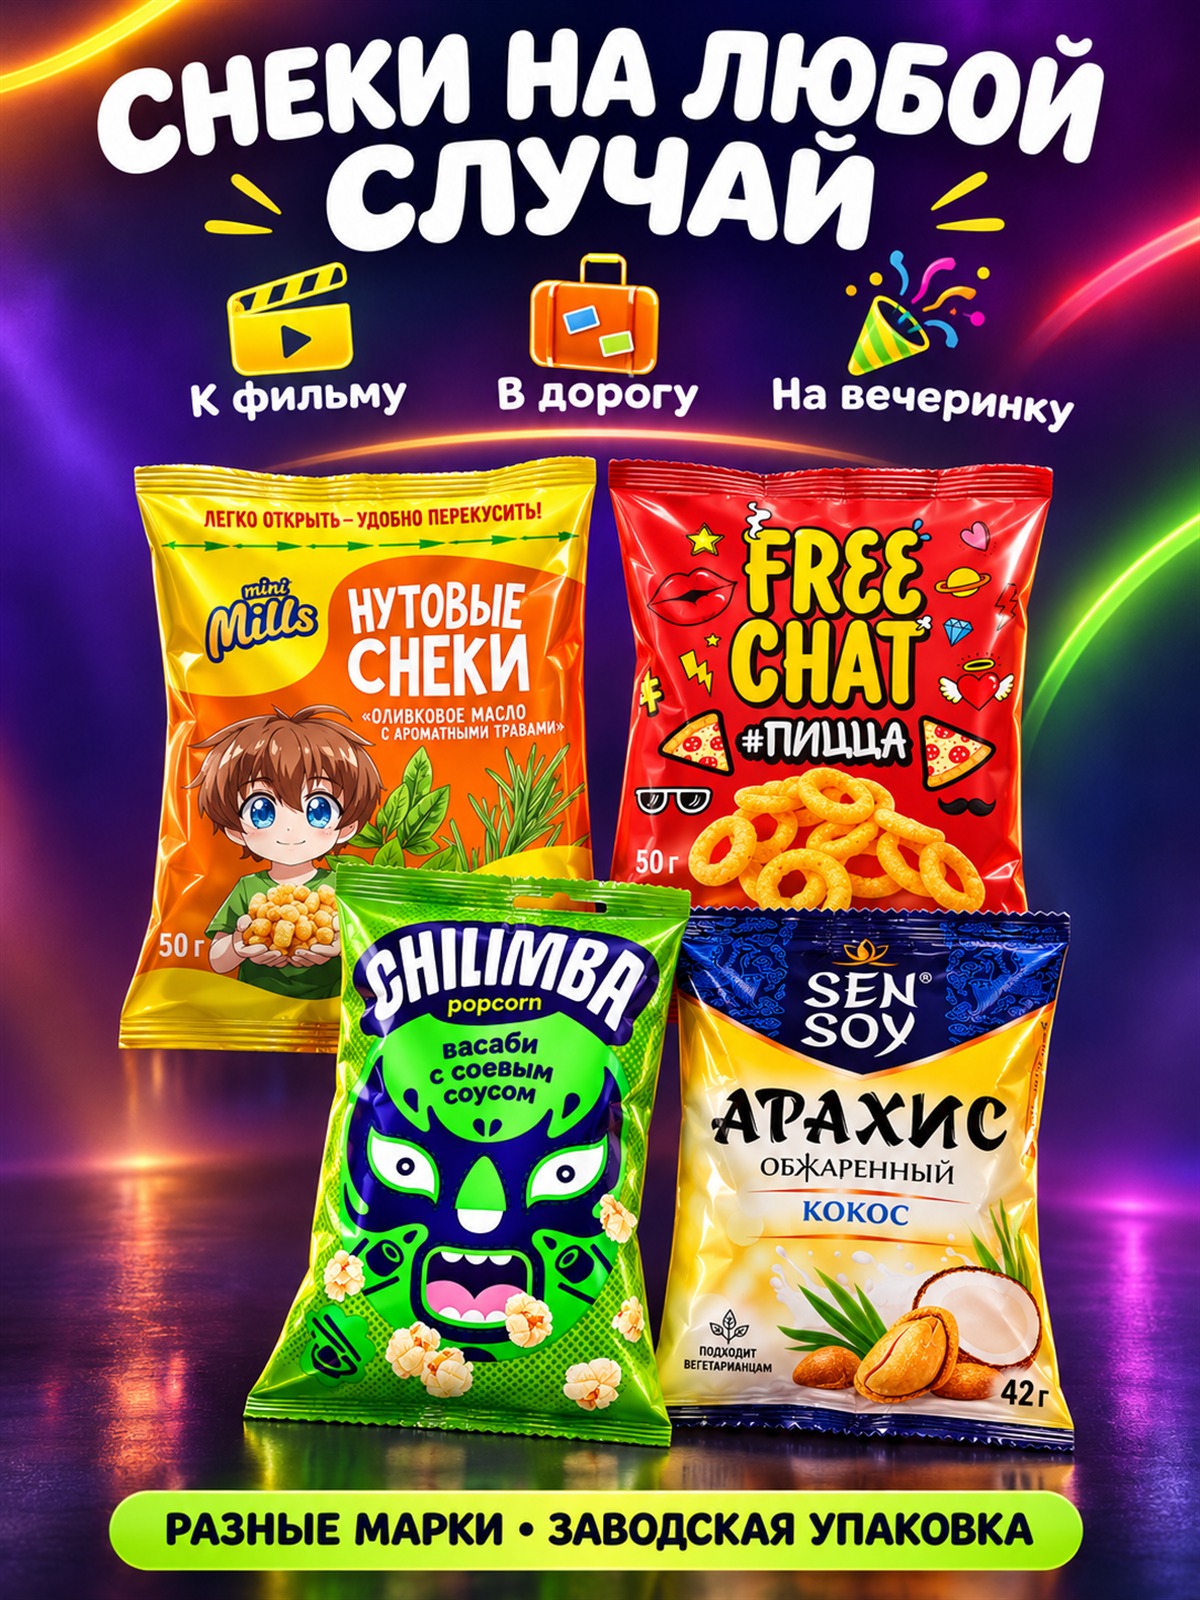 СНЕКИ НА ЛЮБОЙ
СЛУЧАЙ
К фильму
В дорогу
На вечеринку
ЛЕГКО ОТКРЫТЬ – УДОБНО ПЕРЕКУСИТЬ!
mini
Mills
НУТОВЫЕ
СНЕКИ
«ОЛИВКОВОЕ МАСЛО
С АРОМАТНЫМИ ТРАВАМИ»
50 г
FREE
CHAT
#ПИЦЦА
50 г
CHILIMBA
popcorn
васаби
с соевым
соусом
SEN®
SOY
АРАХИС
ОБЖАРЕННЫЙ
КОКОС
ПОДХОДИТ
ВЕГЕТАРИАНЦАМ
42 г
РАЗНЫЕ МАРКИ • ЗАВОДСКАЯ УПАКОВКА